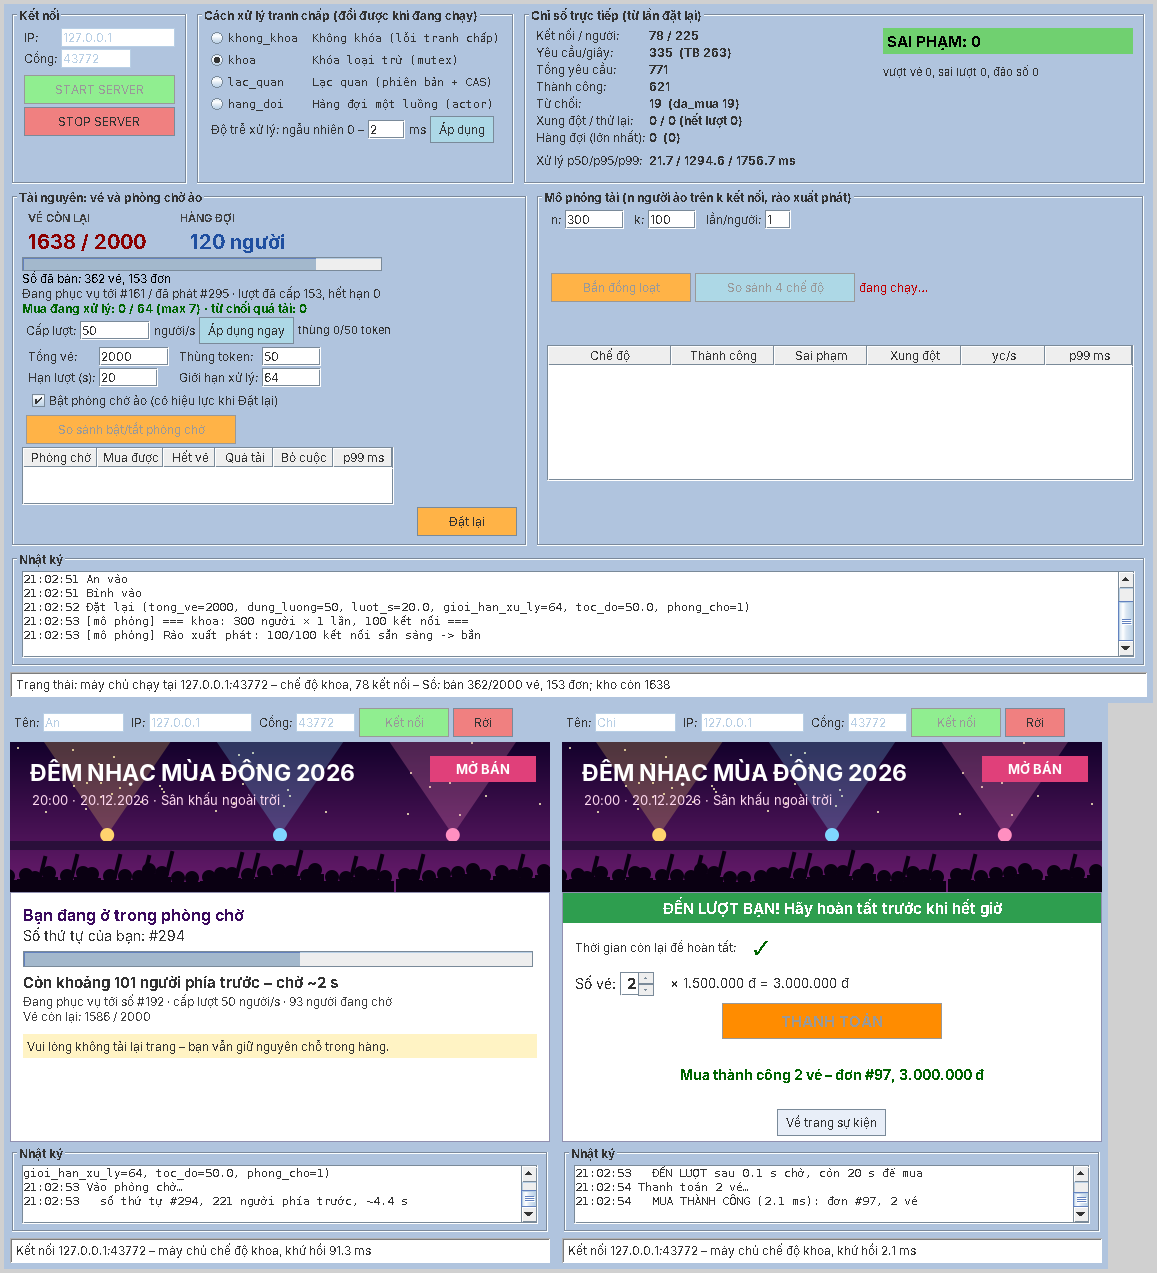 Kết nối
IP: 127.0.0.1
Cổng: 43772
START SERVER
STOP SERVER
Cách xử lý tranh chấp (đổi được khi đang chạy)
khong_khoa Không khóa (lỗi tranh chấp)
khoa Khóa loại trừ (mutex)
lac_quan Lạc quan (phiên bản + CAS)
hang_doi Hàng đợi một luồng (actor)
Độ trễ xử lý: ngẫu nhiên 0 – 2 ms Áp dụng
Chỉ số trực tiếp (từ lần đặt lại)
Kết nối / người: 78 / 225
Yêu cầu/giây: 335 (TB 263)
Tổng yêu cầu: 771
Thành công: 621
Từ chối: 19 (da_mua 19)
Xung đột / thử lại: 0 / 0 (hết lượt 0)
Hàng đợi (lớn nhất): 0 (0)
Xử lý p50/p95/p99: 21.7 / 1294.6 / 1756.7 ms
SAI PHẠM: 0
vượt vé 0, sai lượt 0, đảo số 0
Tài nguyên: vé và phòng chờ ảo
VÉ CÒN LẠI HÀNG ĐỢI
1638 / 2000 120 người
Sổ đã bán: 362 vé, 153 đơn
Đang phục vụ tới #161 / đã phát #295 · lượt đã cấp 153, hết hạn 0
Mua đang xử lý: 0 / 64 (max 7) · từ chối quá tải: 0
Cấp lượt: 50 người/s Áp dụng ngay thùng 0/50 token
Tổng vé: 2000 Thùng token: 50
Hạn lượt (s): 20 Giới hạn xử lý: 64
Bật phòng chờ ảo (có hiệu lực khi Đặt lại)
So sánh bật/tắt phòng chờ
Phòng chờ Mua được Hết vé Quá tải Bỏ cuộc p99 ms
Đặt lại
Mô phỏng tải (n người ảo trên k kết nối, rào xuất phát)
n: 300 k: 100 lần/người: 1
Bắn đồng loạt So sánh 4 chế độ đang chạy...
Chế độ Thành công Sai phạm Xung đột yc/s p99 ms
Nhật ký
21:02:51 An vào
21:02:51 Bình vào
21:02:52 Đặt lại (tong_ve=2000, dung_luong=50, luot_s=20.0, gioi_han_xu_ly=64, toc_do=50.0, phong_cho=1)
21:02:53 [mô phỏng] === khoa: 300 người × 1 lần, 100 kết nối ===
21:02:53 [mô phỏng] Rào xuất phát: 100/100 kết nối sẵn sàng -> bắn
Trạng thái: máy chủ chạy tại 127.0.0.1:43772 – chế độ khoa, 78 kết nối – Sổ: bán 362/2000 vé, 153 đơn; kho còn 1638
Tên: An IP: 127.0.0.1 Cổng: 43772 Kết nối Rời
ĐÊM NHẠC MÙA ĐÔNG 2026
MỞ BÁN
20:00 · 20.12.2026 · Sân khấu ngoài trời
Bạn đang ở trong phòng chờ
Số thứ tự của bạn: #294
Còn khoảng 101 người phía trước – chờ ~2 s
Đang phục vụ tới số #192 · cấp lượt 50 người/s · 93 người đang chờ
Vé còn lại: 1586 / 2000
Vui lòng không tải lại trang – bạn vẫn giữ nguyên chỗ trong hàng.
Nhật ký
gioi_han_xu_ly=64, toc_do=50.0, phong_cho=1)
21:02:53 Vào phòng chờ…
21:02:53 số thứ tự #294, 221 người phía trước, ~4.4 s
Kết nối 127.0.0.1:43772 – máy chủ chế độ khoa, khứ hồi 91.3 ms
Tên: Chi IP: 127.0.0.1 Cổng: 43772 Kết nối Rời
ĐÊM NHẠC MÙA ĐÔNG 2026
MỞ BÁN
20:00 · 20.12.2026 · Sân khấu ngoài trời
ĐẾN LƯỢT BẠN! Hãy hoàn tất trước khi hết giờ
Thời gian còn lại để hoàn tất: ✓
Số vé: 2 × 1.500.000 đ = 3.000.000 đ
THANH TOÁN
Mua thành công 2 vé – đơn #97, 3.000.000 đ
Về trang sự kiện
Nhật ký
21:02:53 ĐẾN LƯỢT sau 0.1 s chờ, còn 20 s để mua
21:02:54 Thanh toán 2 vé…
21:02:54 MUA THÀNH CÔNG (2.1 ms): đơn #97, 2 vé
Kết nối 127.0.0.1:43772 – máy chủ chế độ khoa, khứ hồi 2.1 ms